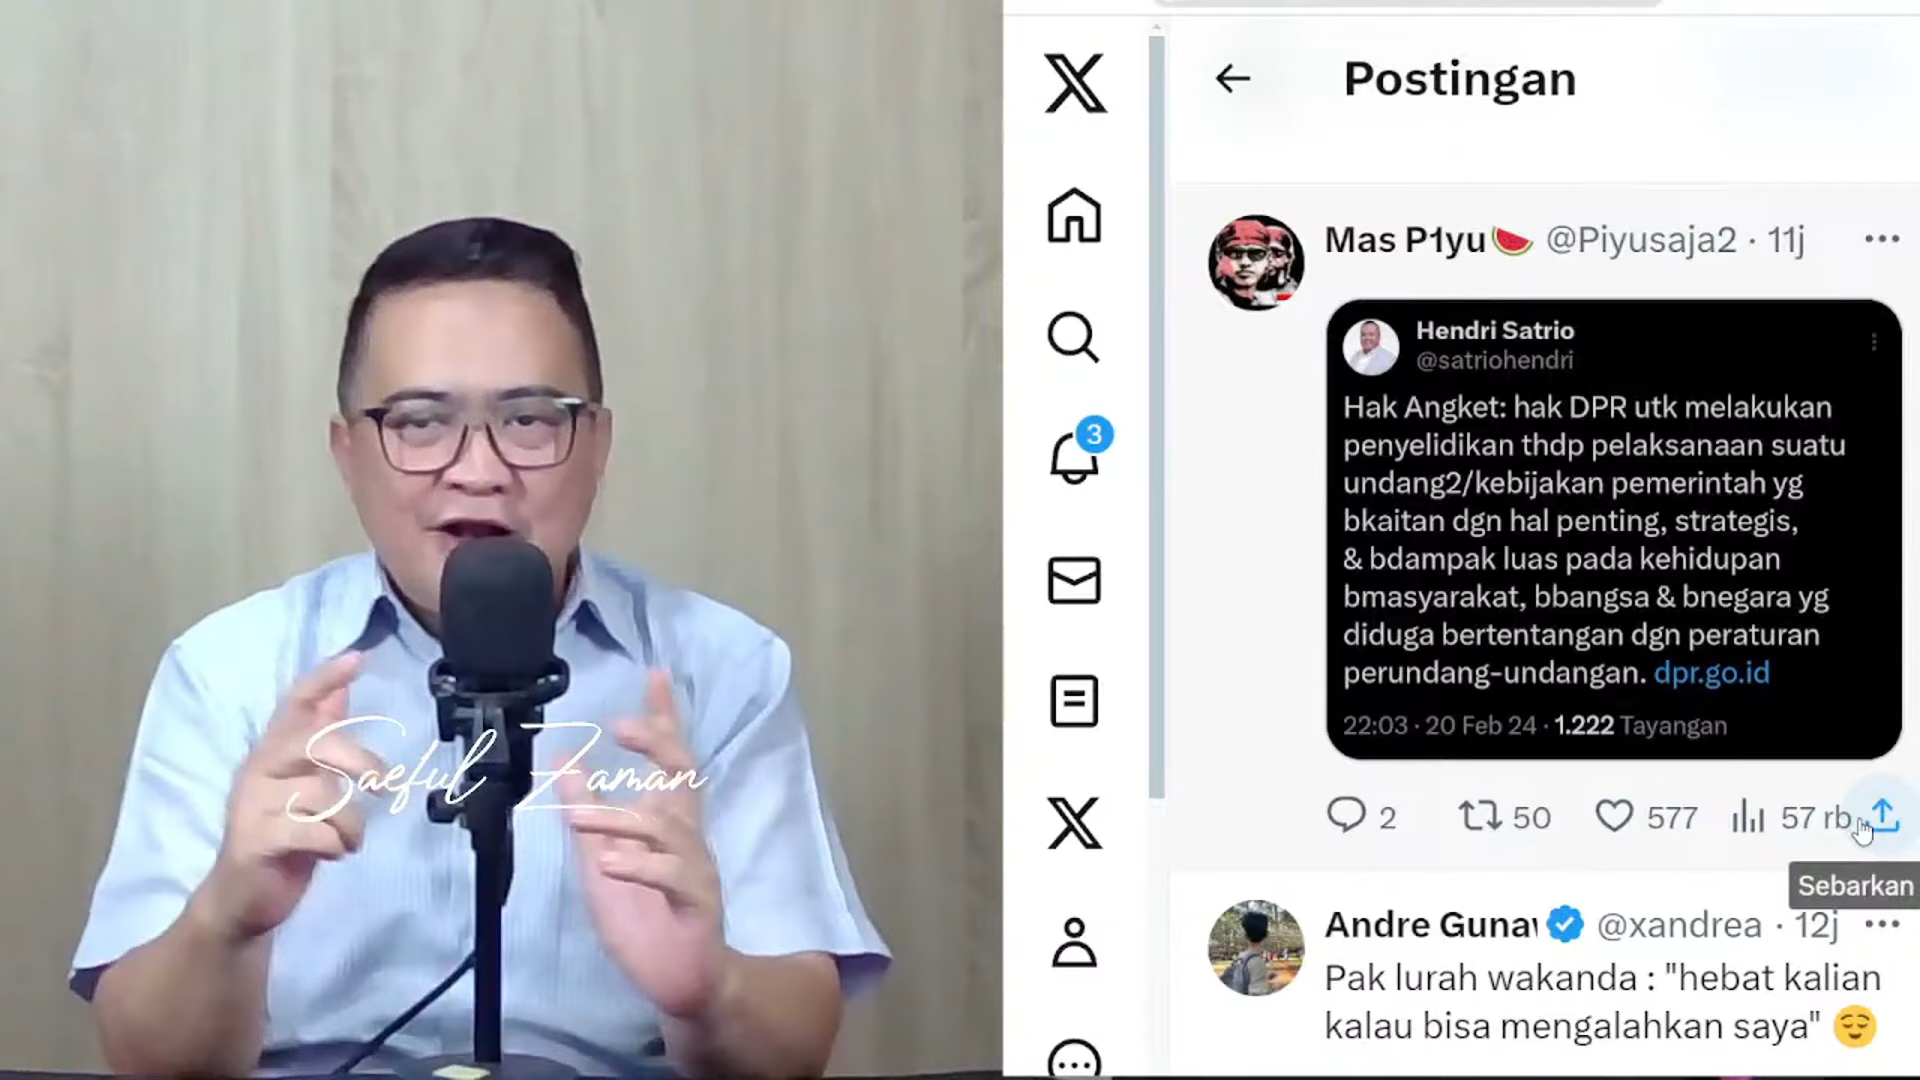 Saeful Zaman
Postingan
3
Mas P1yu🍉 @Piyusaja2 · 11j
Hendri Satrio
@satriohendri
Hak Angket: hak DPR utk melakukan
penyelidikan thdp pelaksanaan suatu
undang2/kebijakan pemerintah yg
bkaitan dgn hal penting, strategis,
& bdampak luas pada kehidupan
bmasyarakat, bbangsa & bnegara yg
diduga bertentangan dgn peraturan
perundang-undangan. dpr.go.id
22:03 · 20 Feb 24 · 1.222 Tayangan
2 50 577 57 rb
Sebarkan
Andre Gunaw @xandrea · 12j
Pak lurah wakanda : "hebat kalian
kalau bisa mengalahkan saya" 😌